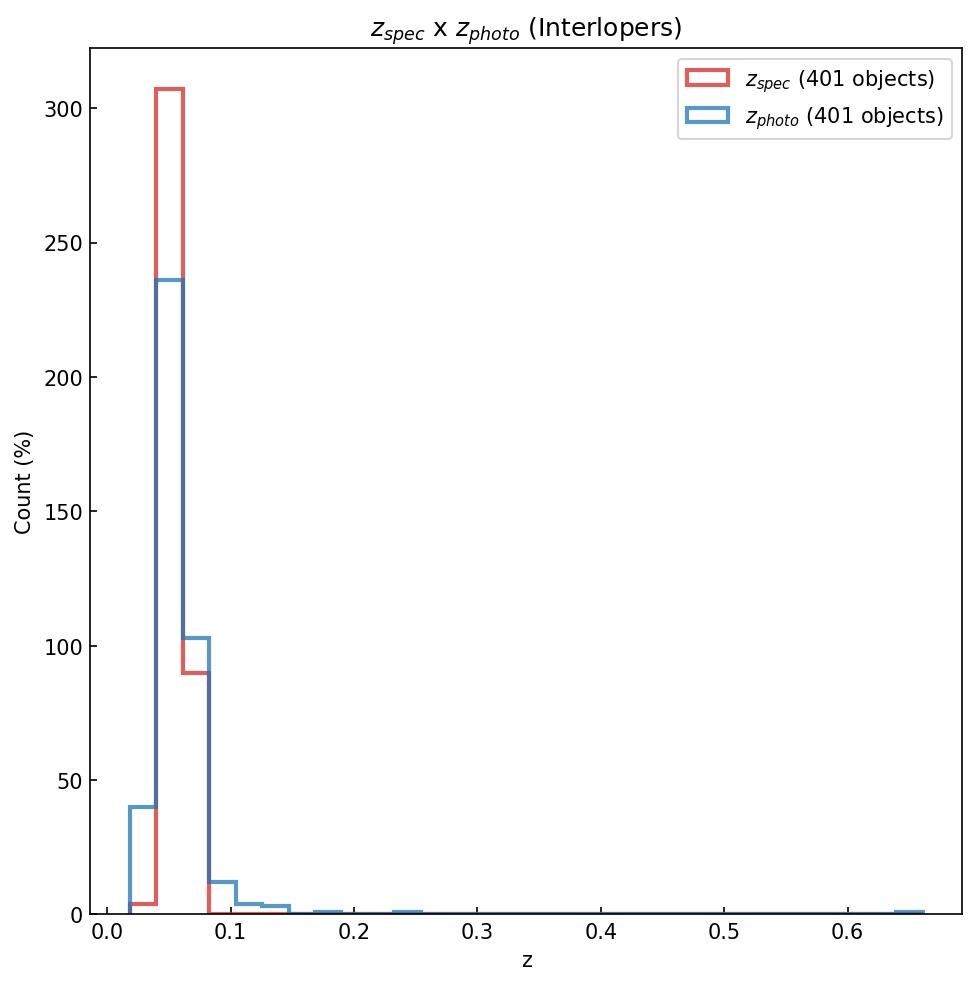 z_spec x z_photo (Interlopers)
z_spec (401 objects)
z_photo (401 objects)
Count (%)
300
250
200
150
100
50
0
0.0 0.1 0.2 0.3 0.4 0.5 0.6
z